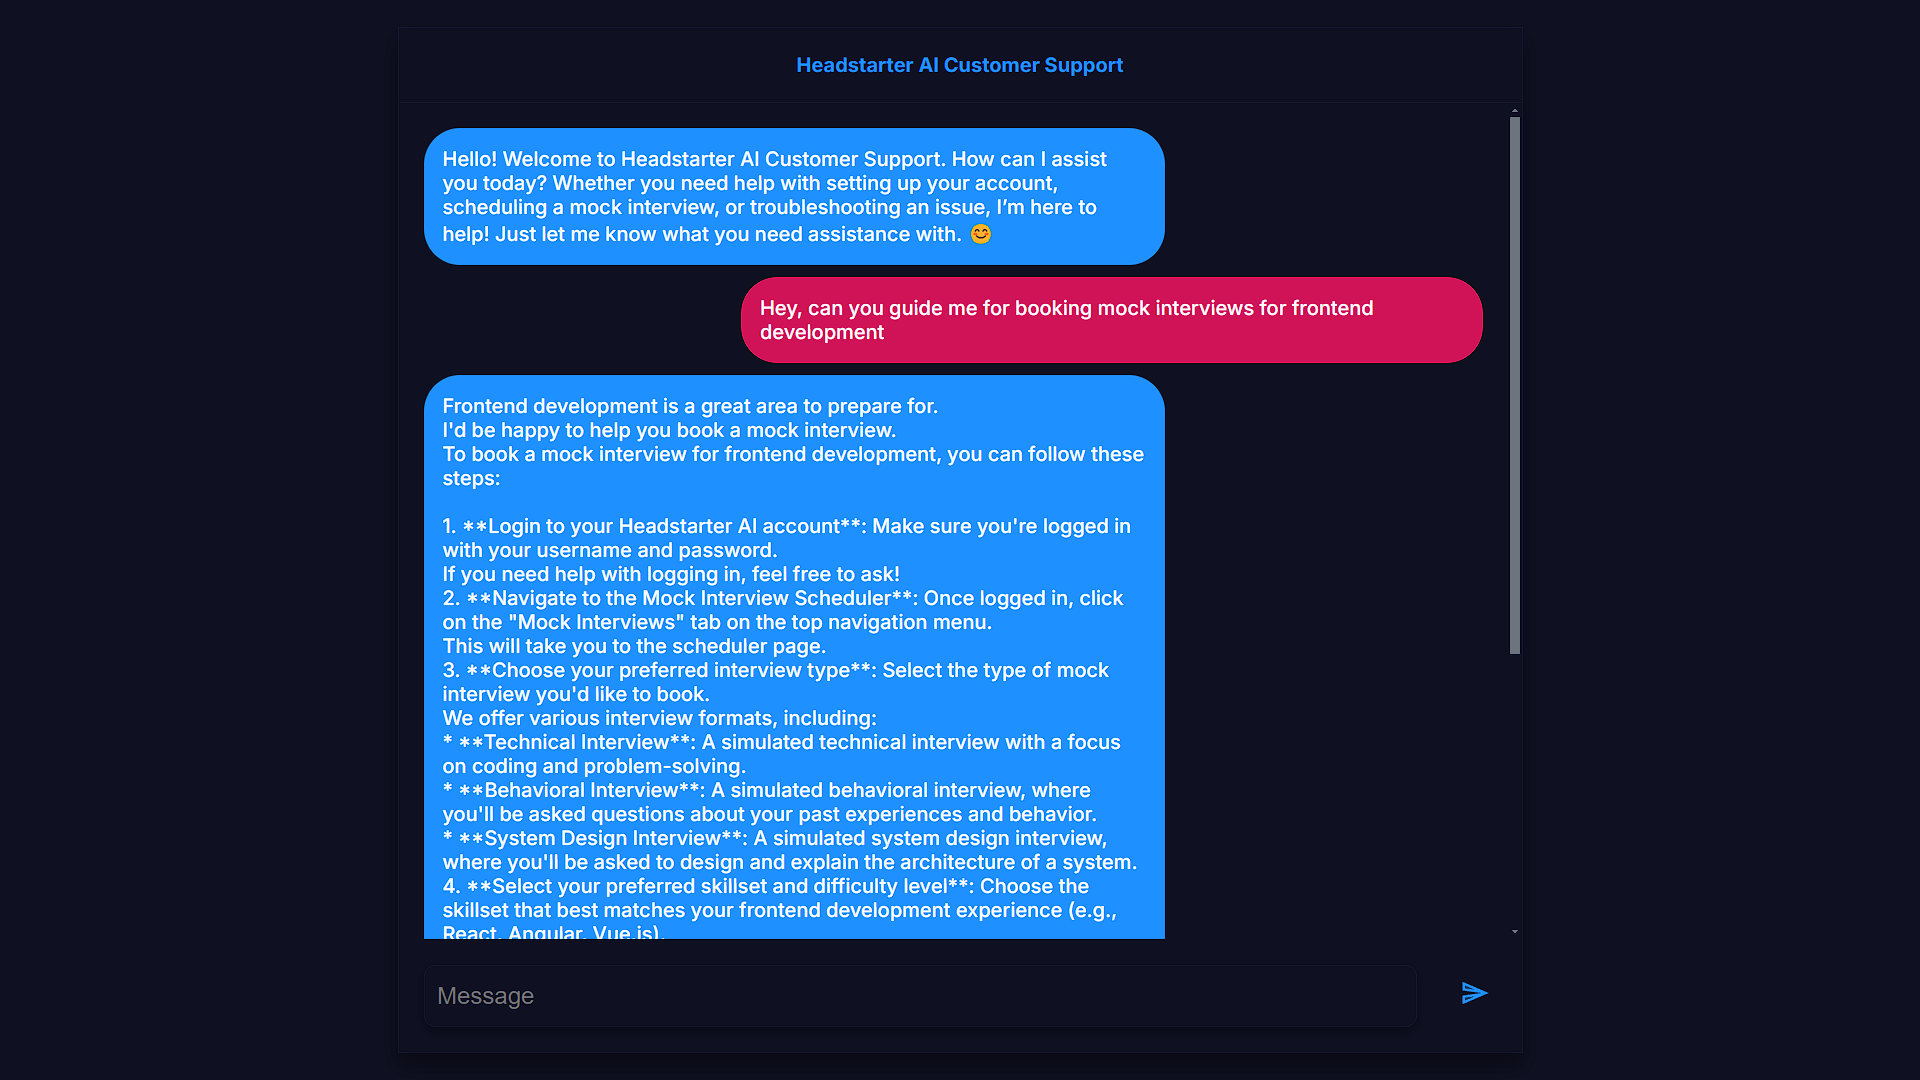 Headstarter AI Customer Support
Hello! Welcome to Headstarter AI Customer Support. How can I assist
you today? Whether you need help with setting up your account,
scheduling a mock interview, or troubleshooting an issue, I’m here to
help! Just let me know what you need assistance with. 😊
Hey, can you guide me for booking mock interviews for frontend
development
Frontend development is a great area to prepare for.
I'd be happy to help you book a mock interview.
To book a mock interview for frontend development, you can follow these
steps:
1. **Login to your Headstarter AI account**: Make sure you're logged in
with your username and password.
If you need help with logging in, feel free to ask!
2. **Navigate to the Mock Interview Scheduler**: Once logged in, click
on the "Mock Interviews" tab on the top navigation menu.
This will take you to the scheduler page.
3. **Choose your preferred interview type**: Select the type of mock
interview you'd like to book.
We offer various interview formats, including:
* **Technical Interview**: A simulated technical interview with a focus
on coding and problem-solving.
* **Behavioral Interview**: A simulated behavioral interview, where
you'll be asked questions about your past experiences and behavior.
* **System Design Interview**: A simulated system design interview,
where you'll be asked to design and explain the architecture of a system.
4. **Select your preferred skillset and difficulty level**: Choose the
skillset that best matches your frontend development experience (e.g.,
React, Angular, Vue.js).
Message